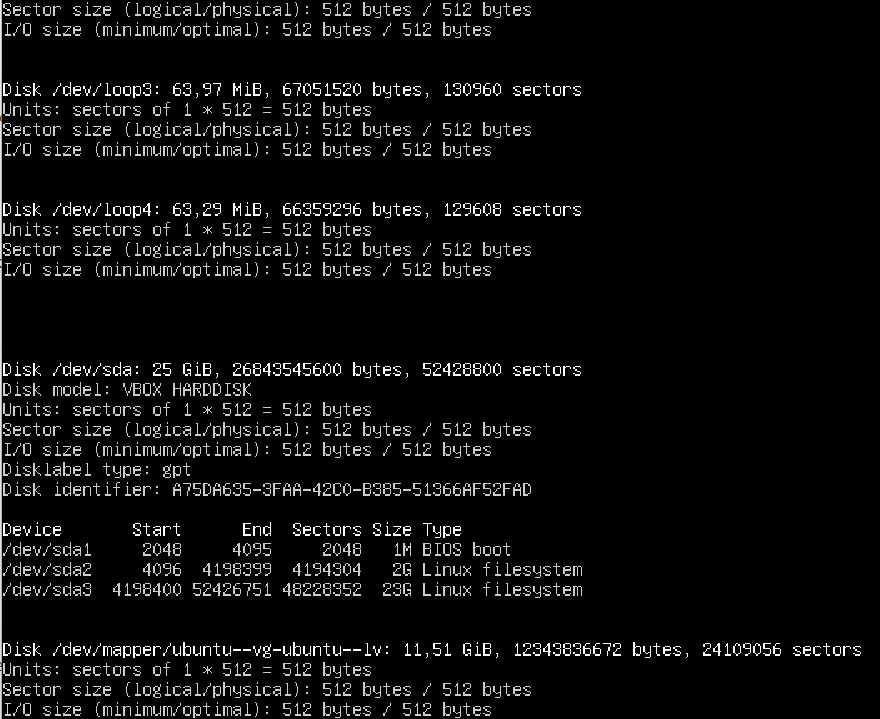 Sector size (logical/physical): 512 bytes / 512 bytes
I/O size (minimum/optimal): 512 bytes / 512 bytes
Disk /dev/loop3: 63,97 MiB, 67051520 bytes, 130960 sectors
Units: sectors of 1 * 512 = 512 bytes
Sector size (logical/physical): 512 bytes / 512 bytes
I/O size (minimum/optimal): 512 bytes / 512 bytes
Disk /dev/loop4: 63,29 MiB, 66359296 bytes, 129608 sectors
Units: sectors of 1 * 512 = 512 bytes
Sector size (logical/physical): 512 bytes / 512 bytes
I/O size (minimum/optimal): 512 bytes / 512 bytes
Disk /dev/sda: 25 GiB, 26843545600 bytes, 52428800 sectors
Disk model: VBOX HARDDISK
Units: sectors of 1 * 512 = 512 bytes
Sector size (logical/physical): 512 bytes / 512 bytes
I/O size (minimum/optimal): 512 bytes / 512 bytes
Disklabel type: gpt
Disk identifier: A75DA635-3FAA-42C0-B385-51366AF52FAD
Device Start End Sectors Size Type
/dev/sda1 2048 4095 2048 1M BIOS boot
/dev/sda2 4096 4198399 4194304 2G Linux filesystem
/dev/sda3 4198400 52426751 48228352 23G Linux filesystem
Disk /dev/mapper/ubuntu--vg-ubuntu--lv: 11,51 GiB, 12343836672 bytes, 24109056 sectors
Units: sectors of 1 * 512 = 512 bytes
Sector size (logical/physical): 512 bytes / 512 bytes
I/O size (minimum/optimal): 512 bytes / 512 bytes